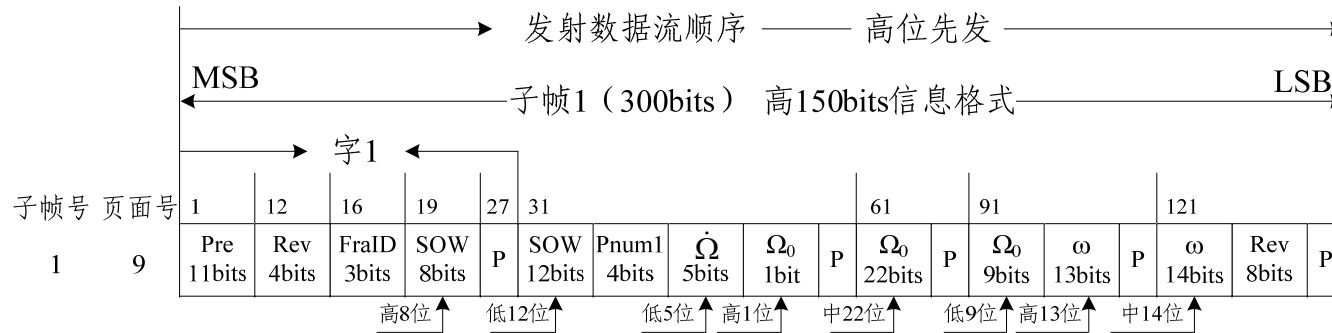 发射数据流顺序 高位先发
MSB LSB
子帧1（300bits） 高150bits信息格式
字1
子帧号 页面号 1 12 16 19 27 31 61 91 121
Pre Rev FraID SOW P SOW Pnum1 Ω̇ Ω₀ P Ω₀ P Ω₀ ω P ω Rev P
1 9 11bits 4bits 3bits 8bits 12bits 4bits 5bits 1bit 22bits 9bits 13bits 14bits 8bits
高8位 低12位 低5位 高1位 中22位 低9位 高13位 中14位